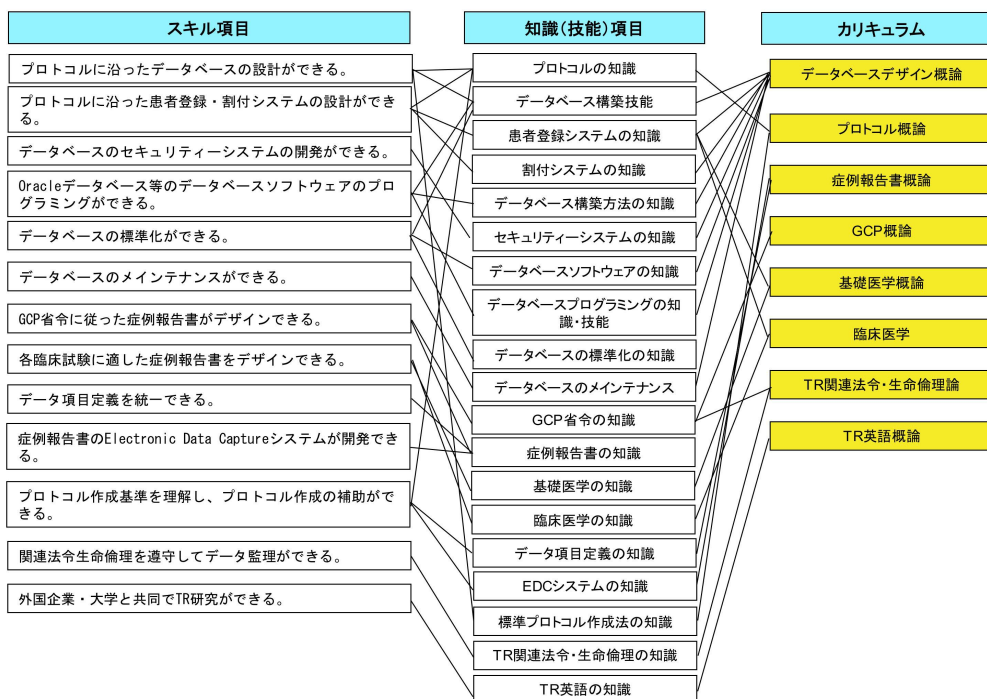 スキル項目
プロトコルに沿ったデータベースの設計ができる。
プロトコルに沿った患者登録・割付システムの設計ができ
る。
データベースのセキュリティーシステムの開発ができる。
Oracleデータベース等のデータベースソフトウェアのプロ
グラミングができる。
データベースの標準化ができる。
データベースのメインテナンスができる。
GCP省令に従った症例報告書がデザインできる。
各臨床試験に適した症例報告書をデザインできる。
データ項目定義を統一できる。
症例報告書のElectronic Data Captureシステムが開発でき
る。
プロトコル作成基準を理解し、プロトコル作成の補助がで
きる。
関連法令生命倫理を遵守してデータ監理ができる。
外国企業・大学と共同でTR研究ができる。
知識(技能)項目
プロトコルの知識
データベース構築技能
患者登録システムの知識
割付システムの知識
データベース構築方法の知識
セキュリティーシステムの知識
データベースソフトウェアの知識
データベースプログラミングの知
識・技能
データベースの標準化の知識
データベースのメインテナンス
GCP省令の知識
症例報告書の知識
基礎医学の知識
臨床医学の知識
データ項目定義の知識
EDCシステムの知識
標準プロトコル作成法の知識
TR関連法令・生命倫理の知識
TR英語の知識
カリキュラム
データベースデザイン概論
プロトコル概論
症例報告書概論
GCP概論
基礎医学概論
臨床医学
TR関連法令・生命倫理論
TR英語概論